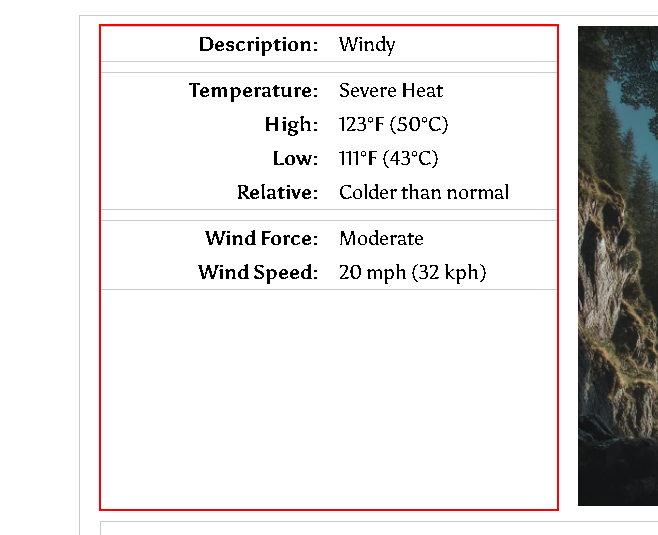 Description: Windy
Temperature: Severe Heat
High: 123°F (50°C)
Low: 111°F (43°C)
Relative: Colder than normal
Wind Force: Moderate
Wind Speed: 20 mph (32 kph)